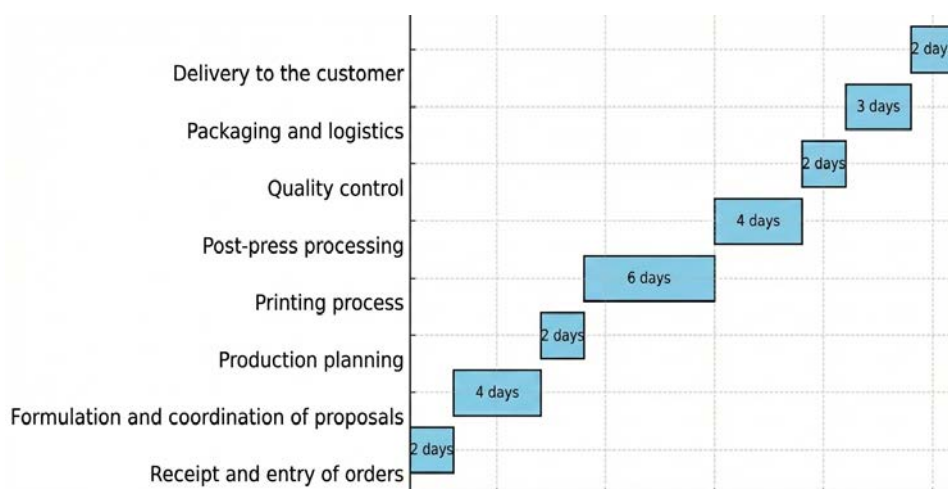 2 day
Delivery to the customer
3 days
Packaging and logistics
2 days
Quality control
4 days
Post-press processing
6 days
Printing process
2 days
Production planning
4 days
Formulation and coordination of proposals
2 days
Receipt and entry of orders